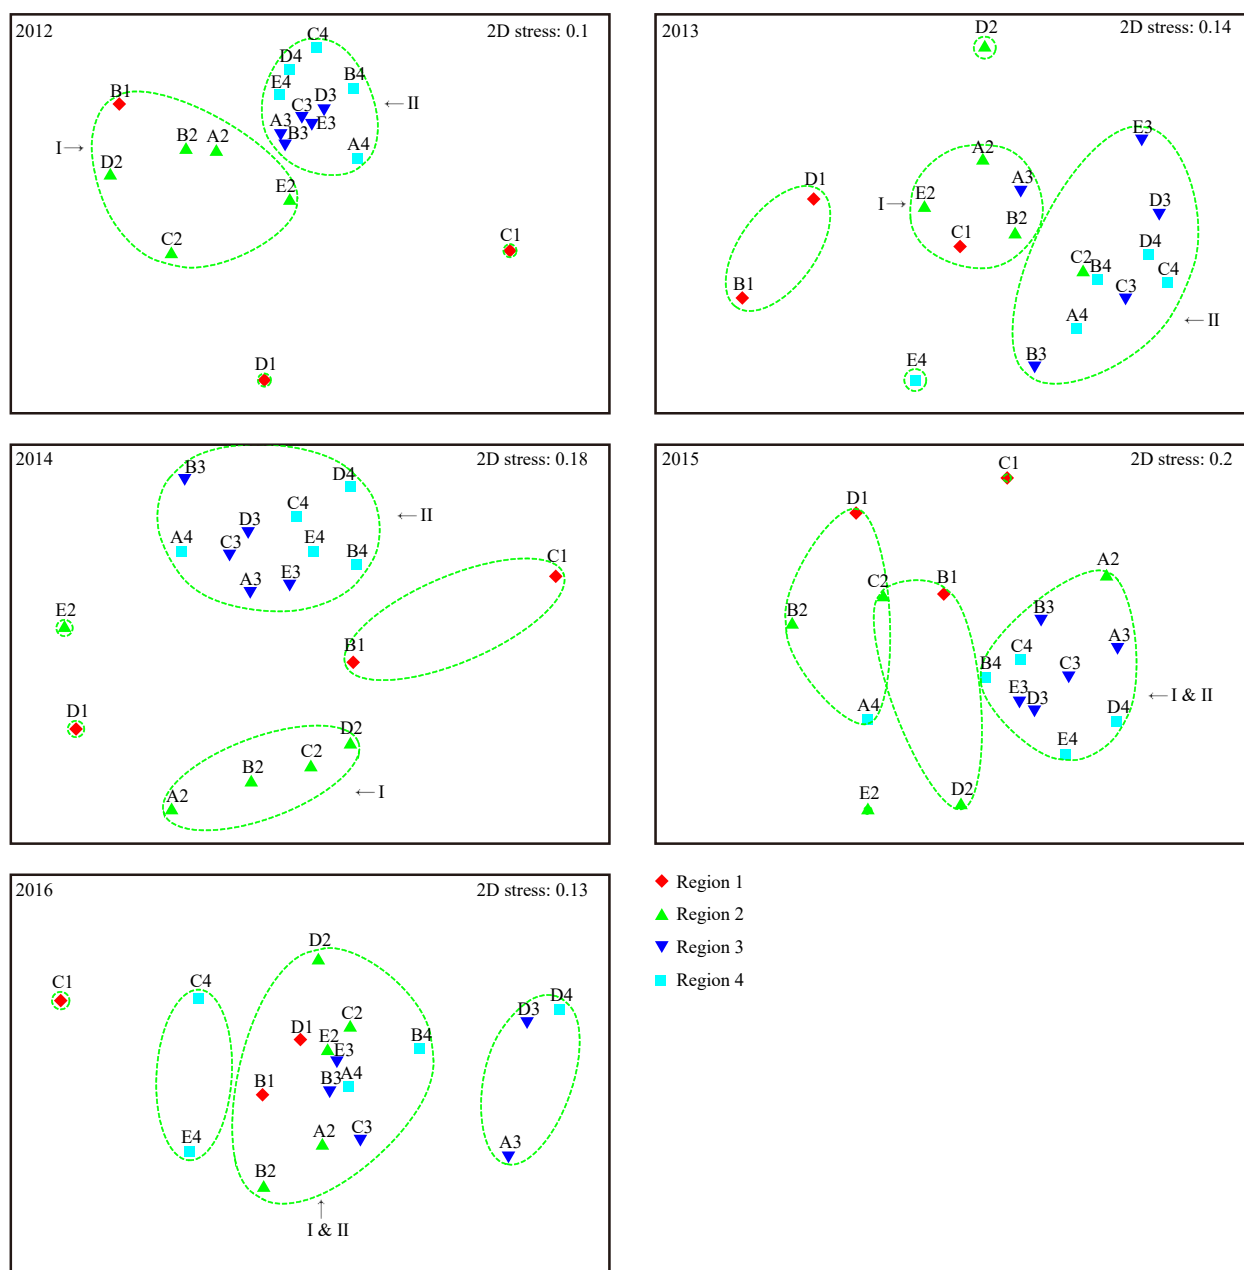 2012
2D stress: 0.1
C4
D4
B4
E4
D3
C3
E3
A3
B3
A4
← II
B1
B2
A2
I →
D2
E2
C2
C1
D1
2013
D2
2D stress: 0.14
E3
A2
A3
D1
E2
I →
B2
C1
D3
D4
C2
B4
C4
C3
B1
A4
← II
B3
E4
2014
2D stress: 0.18
B3
D4
C4
← II
D3
A4
C3
E4
B4
A3
E3
C1
E2
B1
D1
D2
C2
B2
A2
← I
2015
C1
2D stress: 0.2
D1
A2
C2
B1
B2
B3
A3
C4
B4
C3
E3
D3
← I & II
D4
A4
E4
E2
D2
2016
2D stress: 0.13
D2
C1
C4
D3
D4
C2
D1
E2
B4
E3
B1
B3
A4
E4
A2
C3
A3
B2
↑
I & II
Region 1
Region 2
Region 3
Region 4